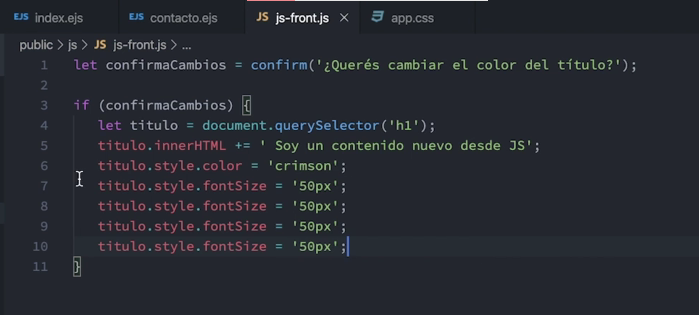 EJS index.ejs EJS contacto.ejs JS js-front.js × app.css
public > js > JS js-front.js > ...
1 let confirmaCambios = confirm('¿Querés cambiar el color del título?');
2
3 if (confirmaCambios) {
4 let titulo = document.querySelector('h1');
5 titulo.innerHTML += ' Soy un contenido nuevo desde JS';
6 titulo.style.color = 'crimson';
7 titulo.style.fontSize = '50px';
8 titulo.style.fontSize = '50px';
9 titulo.style.fontSize = '50px';
10 titulo.style.fontSize = '50px';
11 }